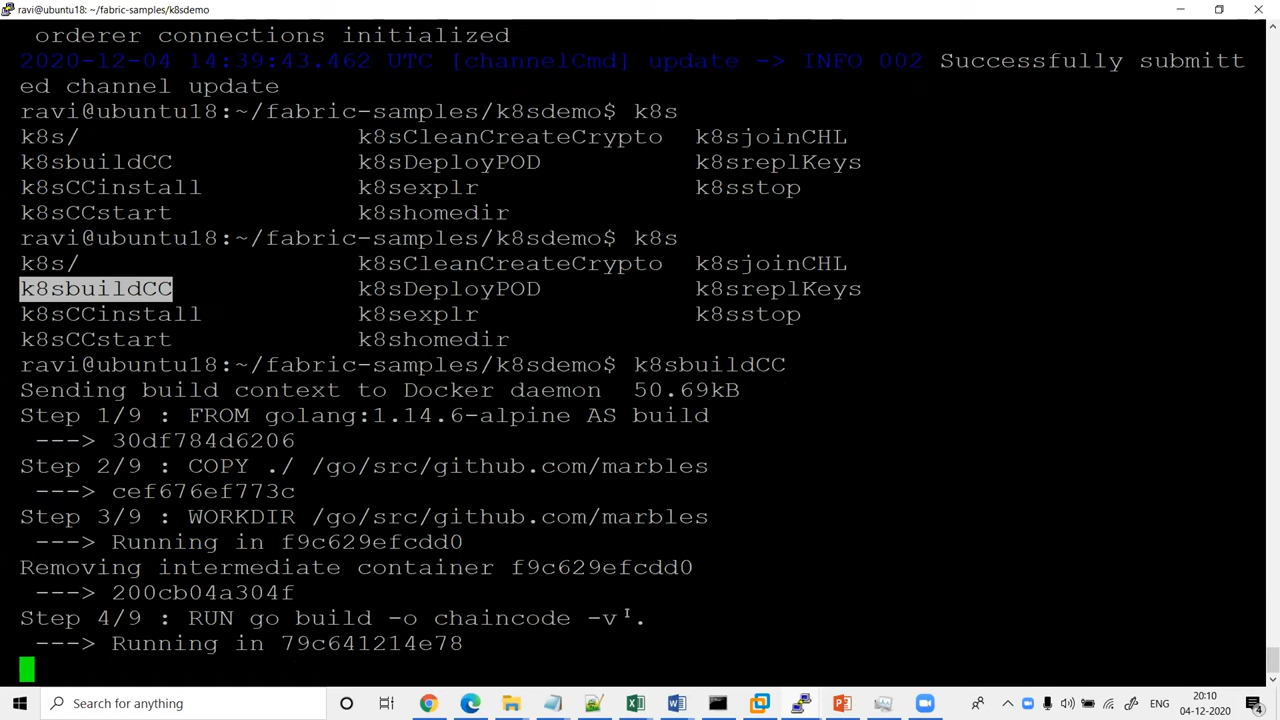 ravi@ubuntu18: ~/fabric-samples/k8sdemo
orderer connections initialized
2020-12-04 14:39:43.462 UTC [channelCmd] update -> INFO 002 Successfully submitt
ed channel update
ravi@ubuntu18:~/fabric-samples/k8sdemo$ k8s
k8s/ k8sCleanCreateCrypto k8sjoinCHL
k8sbuildCC k8sDeployPOD k8sreplKeys
k8sCCinstall k8sexplr k8sstop
k8sCCstart k8shomedir
ravi@ubuntu18:~/fabric-samples/k8sdemo$ k8s
k8s/ k8sCleanCreateCrypto k8sjoinCHL
k8sbuildCC k8sDeployPOD k8sreplKeys
k8sCCinstall k8sexplr k8sstop
k8sCCstart k8shomedir
ravi@ubuntu18:~/fabric-samples/k8sdemo$ k8sbuildCC
Sending build context to Docker daemon 50.69kB
Step 1/9 : FROM golang:1.14.6-alpine AS build
---> 30df784d6206
Step 2/9 : COPY ./ /go/src/github.com/marbles
---> cef676ef773c
Step 3/9 : WORKDIR /go/src/github.com/marbles
---> Running in f9c629efcdd0
Removing intermediate container f9c629efcdd0
---> 200cb04a304f
Step 4/9 : RUN go build -o chaincode -v .
---> Running in 79c641214e78
Type here to search
ENG
20:10
04-12-2020
4